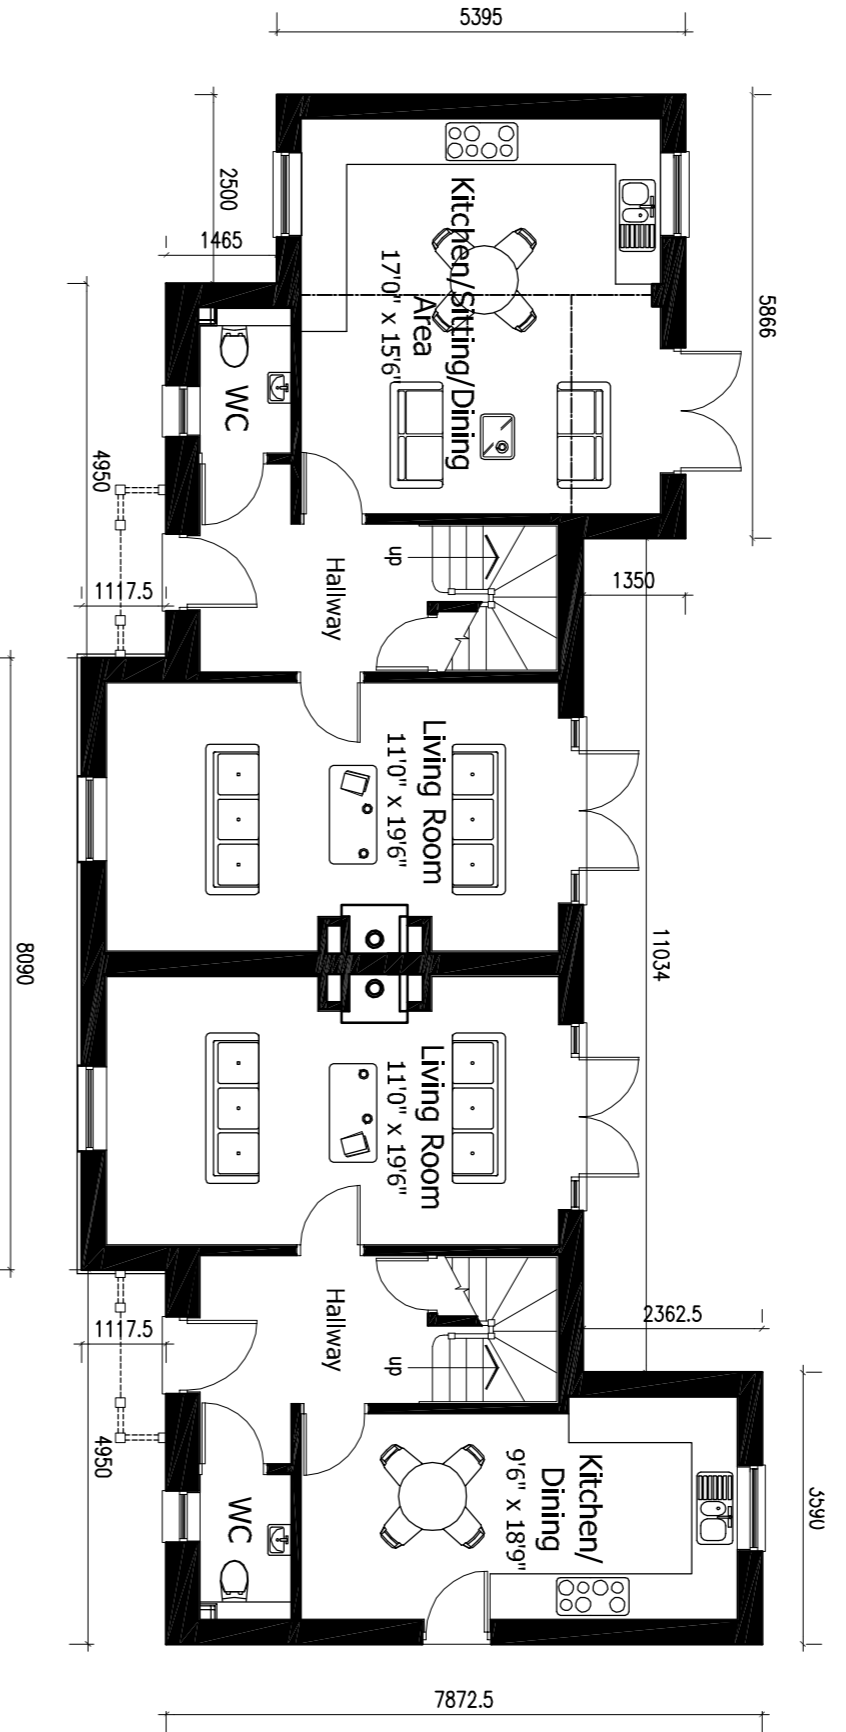 5395
2500
1465
5866
Kitchen/Sitting/Dining
Area
17'0" x 15'6"
WC
4950
1117.5
up
Hallway
1350
Living Room
11'0" x 19'6"
8090
11034
Living Room
11'0" x 19'6"
Hallway
up
1117.5
4950
2362.5
3590
Kitchen/
Dining
9'6" x 18'9"
WC
7872.5